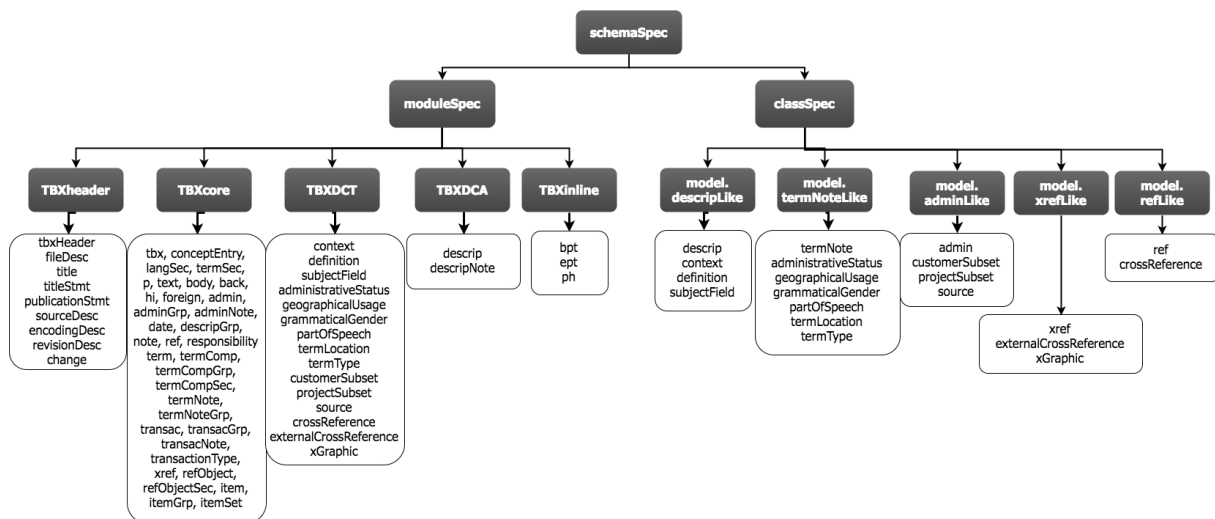 schemaSpec
moduleSpec
classSpec
TBXheader
TBXcore
TBXDCT
TBXDCA
TBXinline
model.
descripLike
model.
termNoteLike
model.
adminLike
model.
xrefLike
model.
refLike
tbxHeader
fileDesc
title
titleStmt
publicationStmt
sourceDesc
encodingDesc
revisionDesc
change
tbx, conceptEntry,
langSec, termSec,
p, text, body, back,
hi, foreign, admin,
adminGrp, adminNote,
date, descripGrp,
note, ref, responsibility
term, termComp,
termCompGrp,
termCompSec,
termNote,
termNoteGrp,
transac, transacGrp,
transacNote,
transactionType,
xref, refObject,
refObjectSec, item,
itemGrp, itemSet
context
definition
subjectField
administrativeStatus
geographicalUsage
grammaticalGender
partOfSpeech
termLocation
termType
customerSubset
projectSubset
source
crossReference
externalCrossReference
xGraphic
descrip
descripNote
bpt
ept
ph
descrip
context
definition
subjectField
termNote
administrativeStatus
geographicalUsage
grammaticalGender
partOfSpeech
termLocation
termType
admin
customerSubset
projectSubset
source
xref
externalCrossReference
xGraphic
ref
crossReference